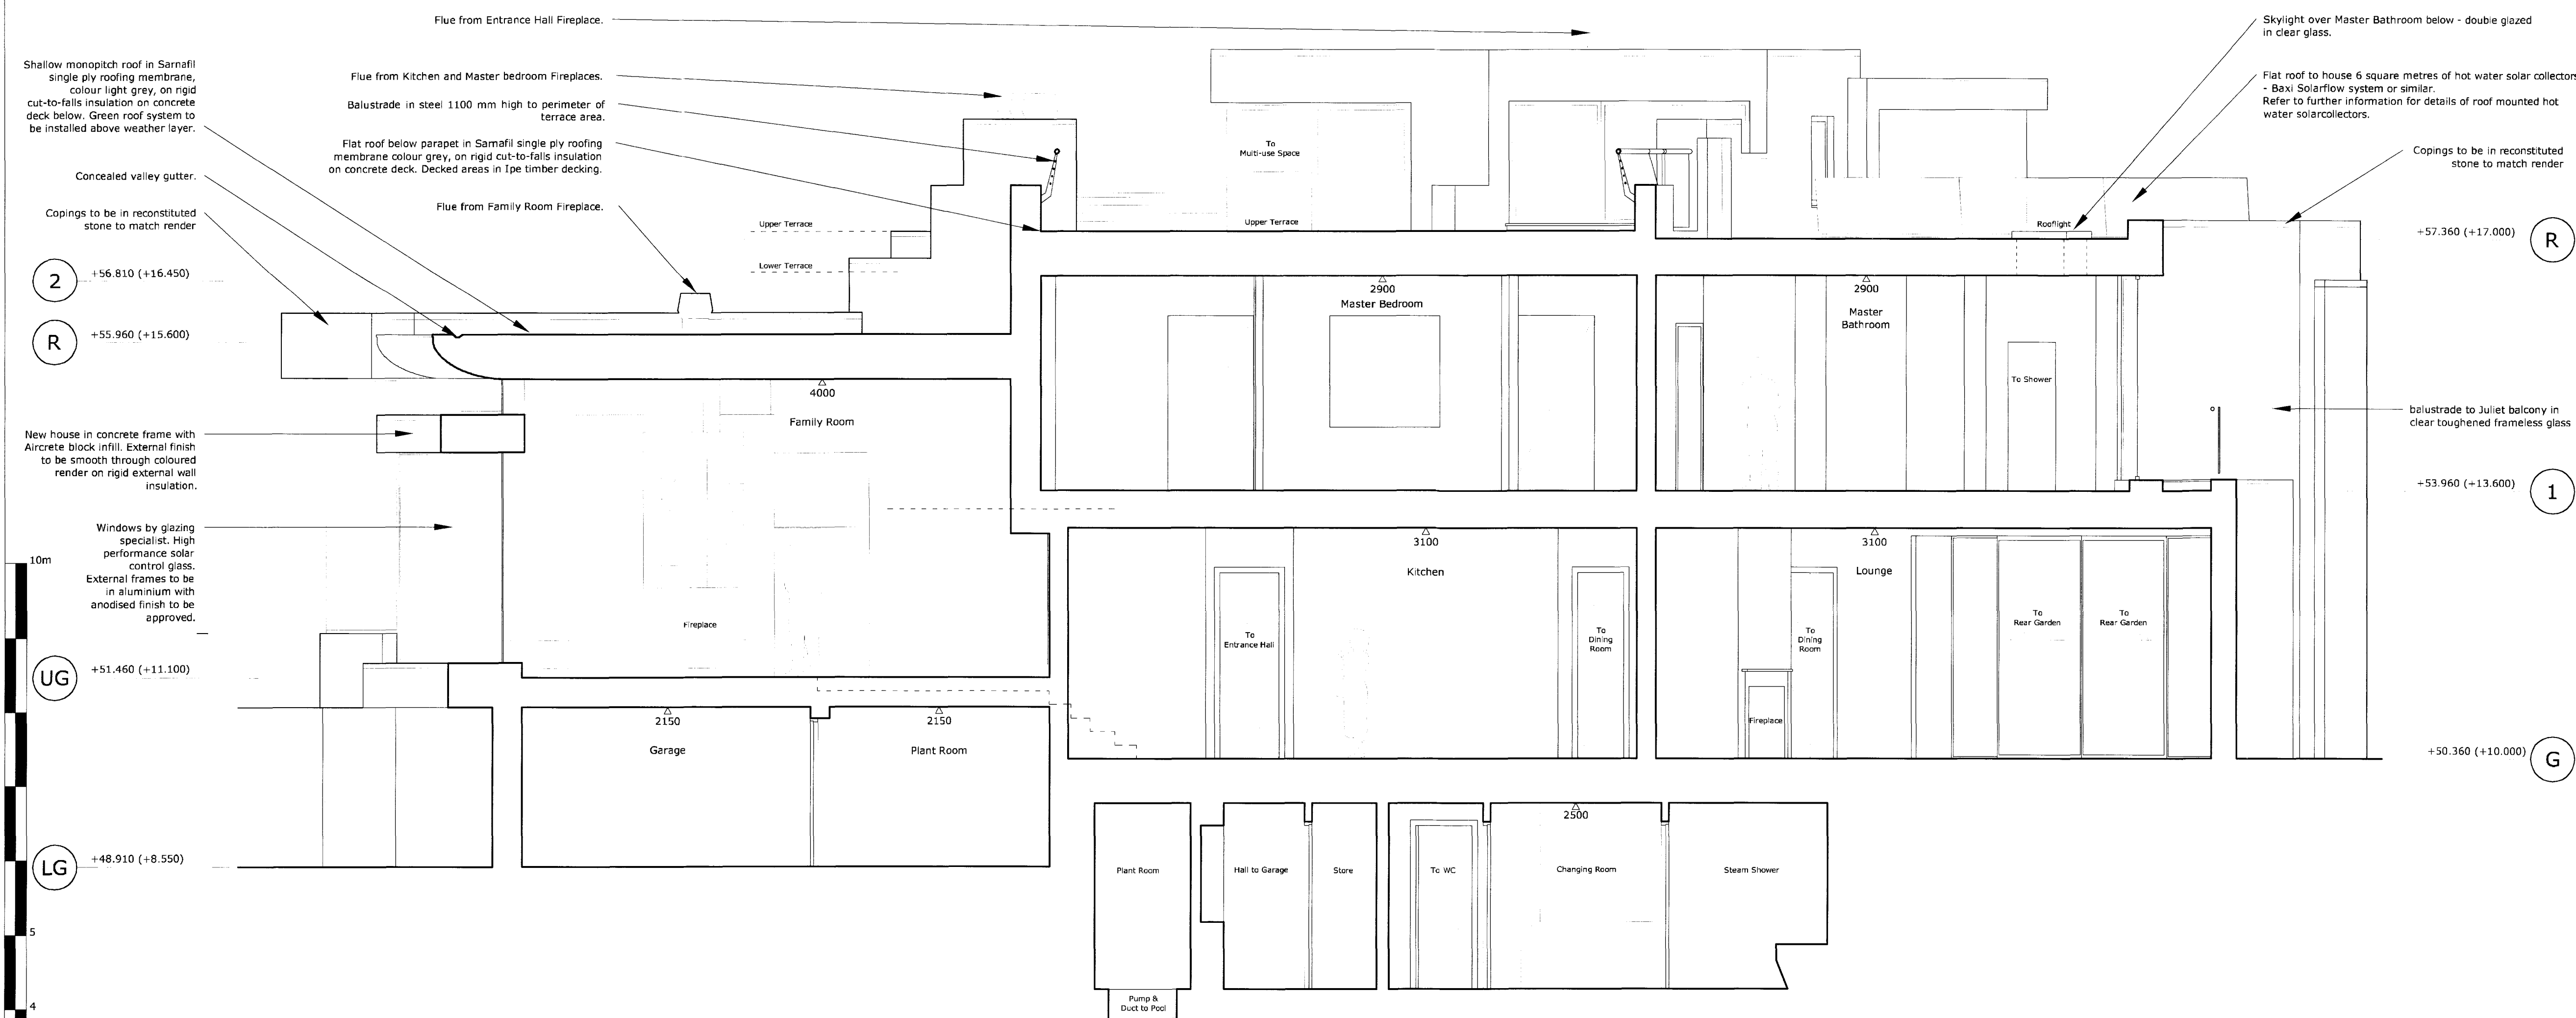 Flue from Entrance Hall Fireplace.
Skylight over Master Bathroom below - double glazed
in clear glass.
Shallow monopitch roof in Sarnafil
single ply roofing membrane,
colour light grey, on rigid
cut-to-falls insulation on concrete
deck below. Green roof system to
be installed above weather layer.
Flue from Kitchen and Master bedroom Fireplaces.
Flat roof to house 6 square metres of hot water solar collectors
- Baxi Solarflow system or similar.
Refer to further information for details of roof mounted hot
water solarcollectors.
Balustrade in steel 1100 mm high to perimeter of
terrace area.
Flat roof below parapet in Sarnafil single ply roofing
membrane colour grey, on rigid cut-to-falls insulation
on concrete deck. Decked areas in Ipe timber decking.
To
Multi-use Space
Copings to be in reconstituted
stone to match render
Concealed valley gutter.
Copings to be in reconstituted
stone to match render
Flue from Family Room Fireplace.
Upper Terrace
Upper Terrace
Rooflight
+57.360 (+17.000)
R
Lower Terrace
2
+56.810 (+16.450)
2900
Master Bedroom
2900
Master
Bathroom
R
+55.960 (+15.600)
To Shower
4000
Family Room
balustrade to Juliet balcony in
clear toughened frameless glass
New house in concrete frame with
Aircrete block infill. External finish
to be smooth through coloured
render on rigid external wall
insulation.
+53.960 (+13.600)
1
Windows by glazing
specialist. High
performance solar
control glass.
External frames to be
in aluminium with
anodised finish to be
approved.
10m
3100
Kitchen
3100
Lounge
Fireplace
To
Entrance Hall
To
Dining
Room
To
Dining
Room
To
Rear Garden
To
Rear Garden
UG
+51.460 (+11.100)
Fireplace
2150
Garage
2150
Plant Room
+50.360 (+10.000)
G
2500
LG
+48.910 (+8.550)
Plant Room
Hall to Garage
Store
To WC
Changing Room
Steam Shower
5
4
Pump &
Duct to Pool